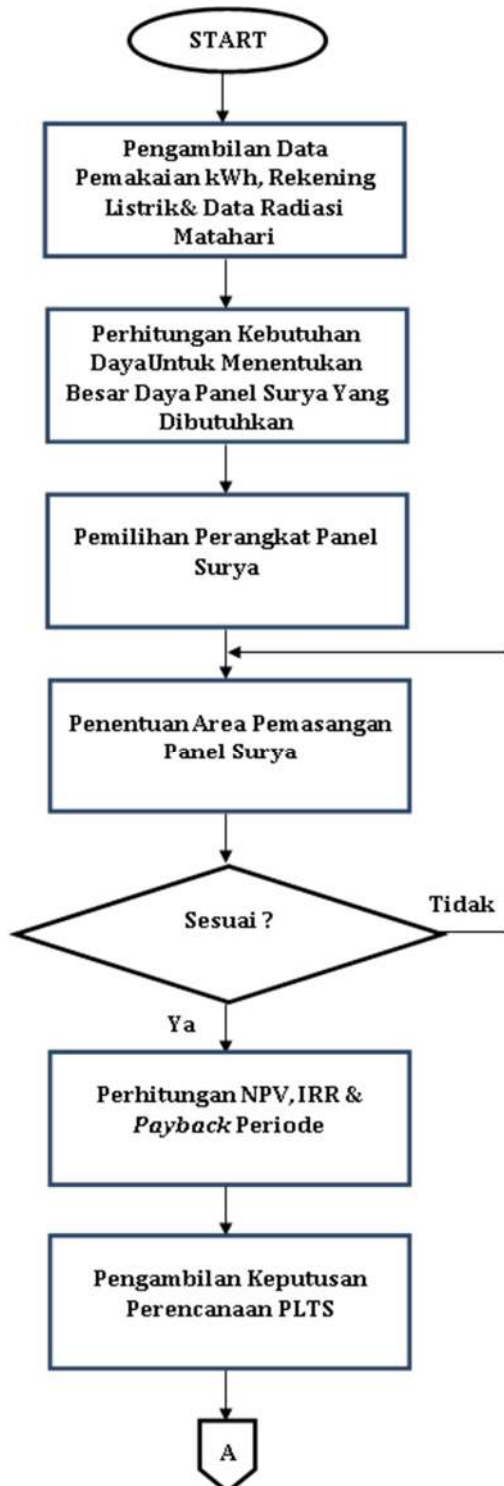 START
Pengambilan Data
Pemakaian kWh, Rekening
Listrik& Data Radiasi
Matahari
Perhitungan Kebutuhan
DayaUntuk Menentukan
Besar Daya Panel Surya Yang
Dibutuhkan
Pemilihan Perangkat Panel
Surya
Penentuan Area Pemasangan
Panel Surya
Sesuai ?
Tidak
Ya
Perhitungan NPV, IRR &
Payback Periode
Pengambilan Keputusan
Perencanaan PLTS
A